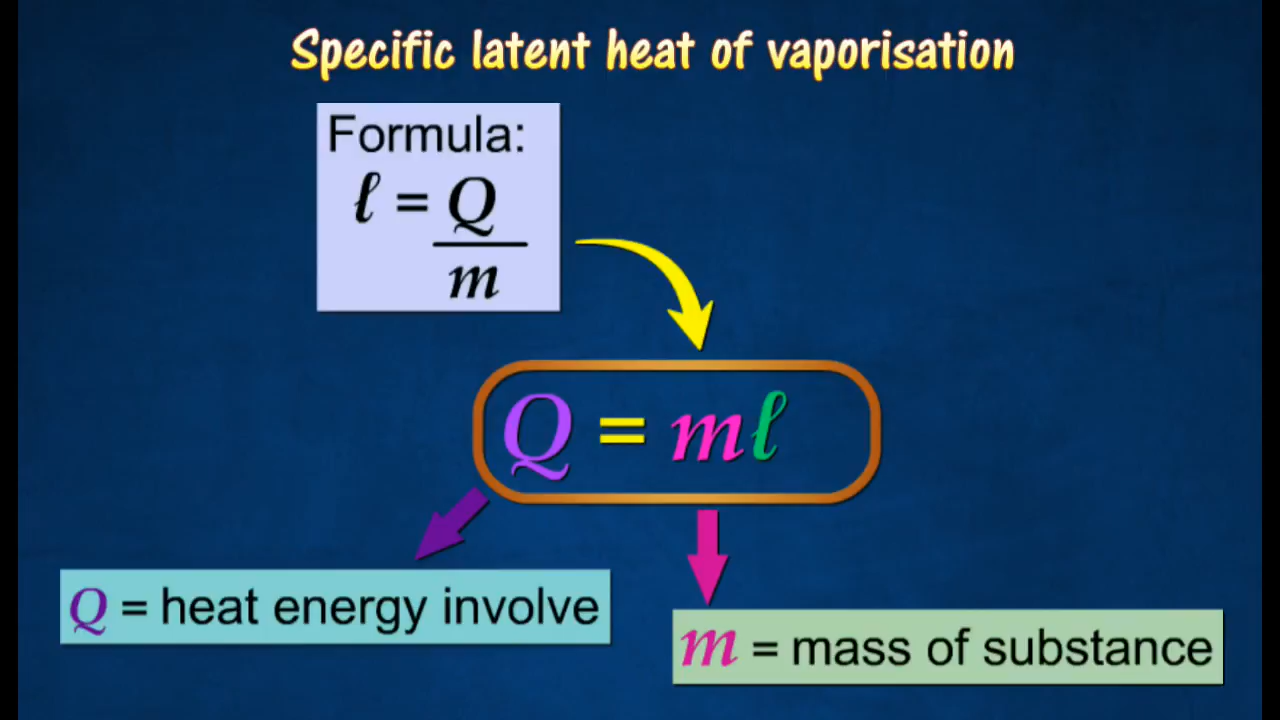 Specific latent heat of vaporisation
Formula:
ℓ = Q
m
Q = mℓ
Q = heat energy involve
m = mass of substance